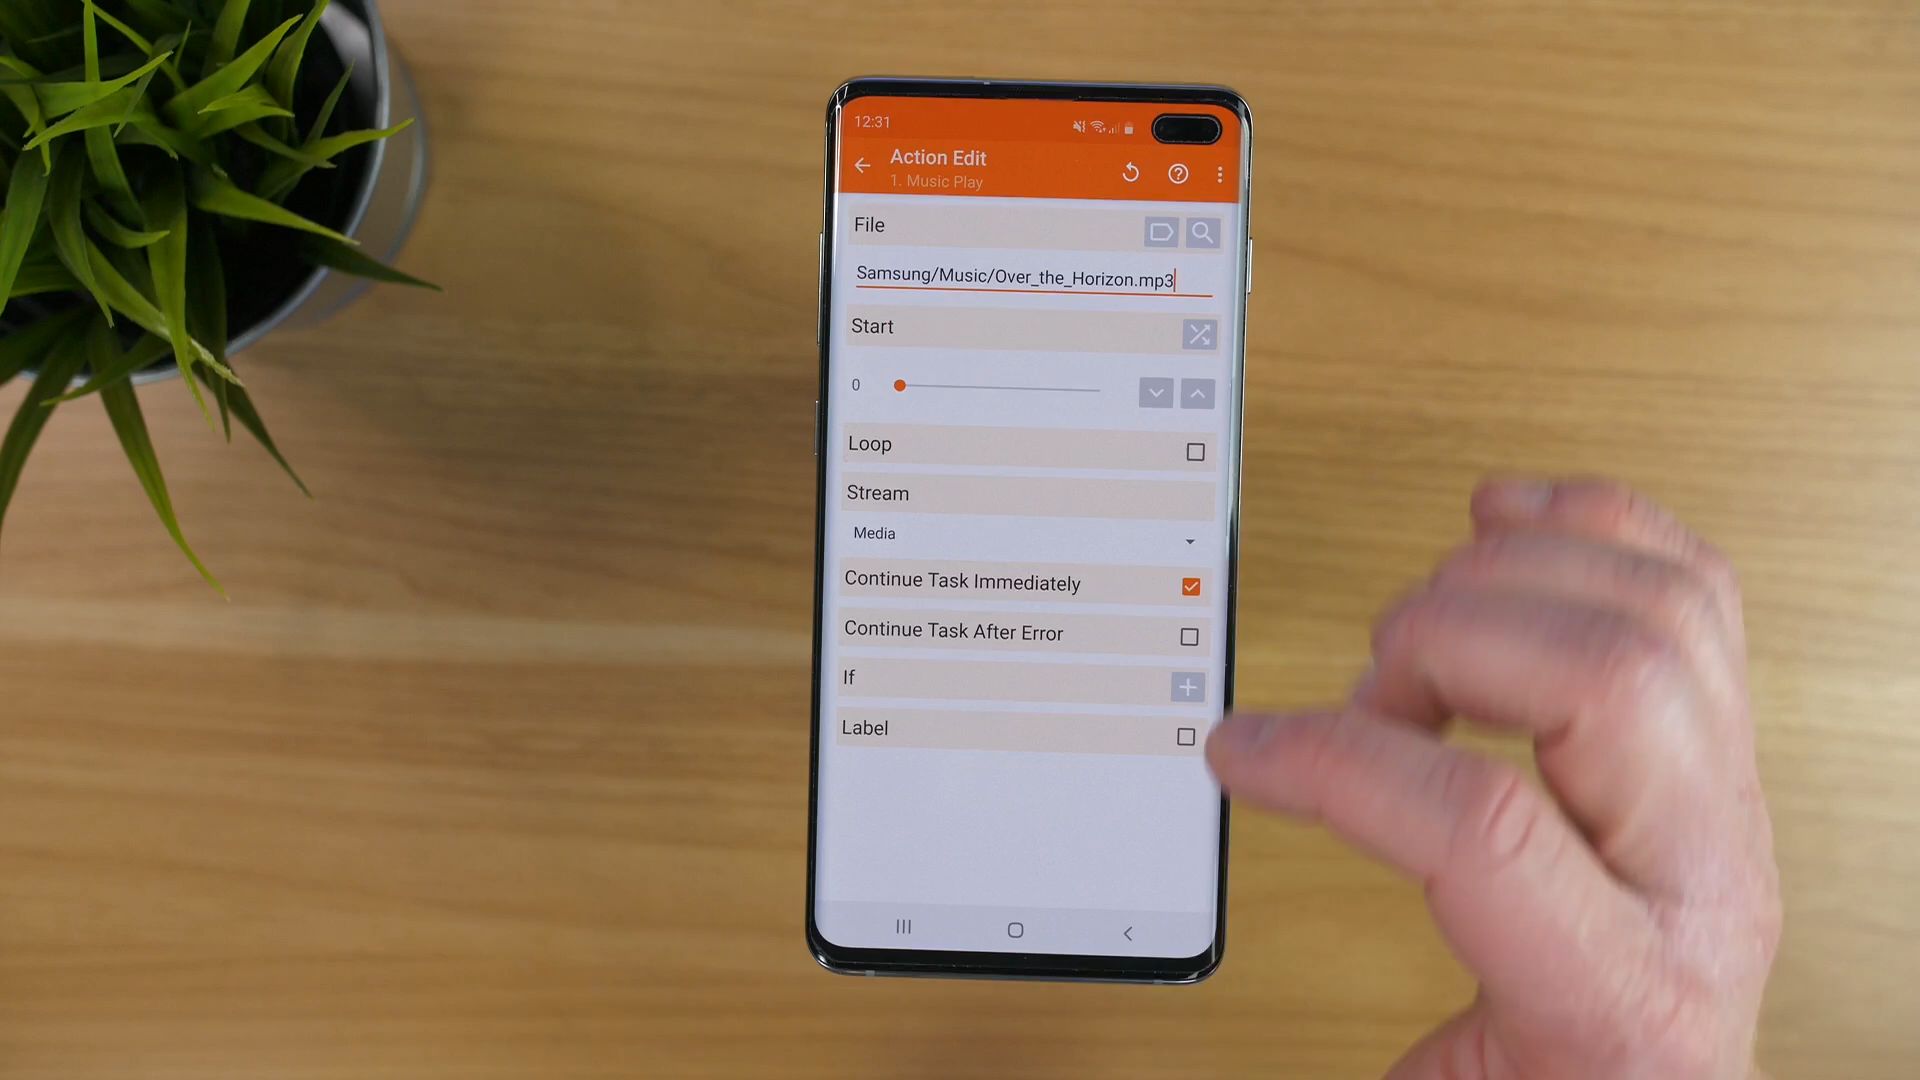 12:31
Action Edit
1. Music Play
File
Samsung/Music/Over_the_Horizon.mp3
Start
0
Loop
Stream
Media
Continue Task Immediately
Continue Task After Error
If
Label